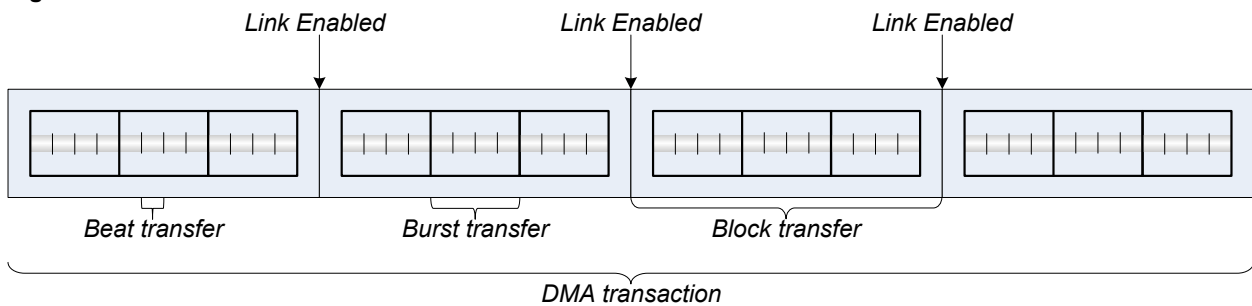 Link Enabled Link Enabled Link Enabled
Beat transfer Burst transfer Block transfer
DMA transaction